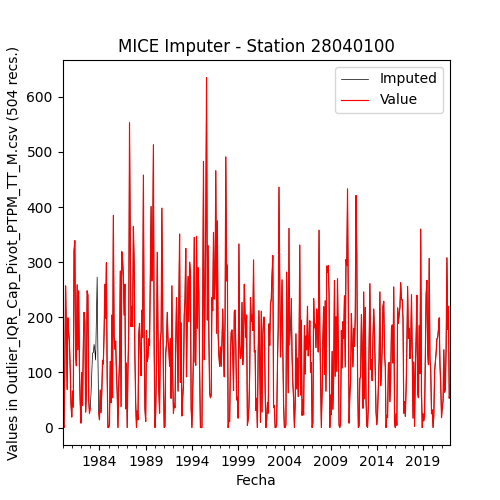 MICE Imputer - Station 28040100
Values in Outlier_IQR_Cap_Pivot_PTPM_TT_M.csv (504 recs.)
Imputed
Value
600
500
400
300
200
100
0
1984 1989 1994 1999 2004 2009 2014 2019
Fecha